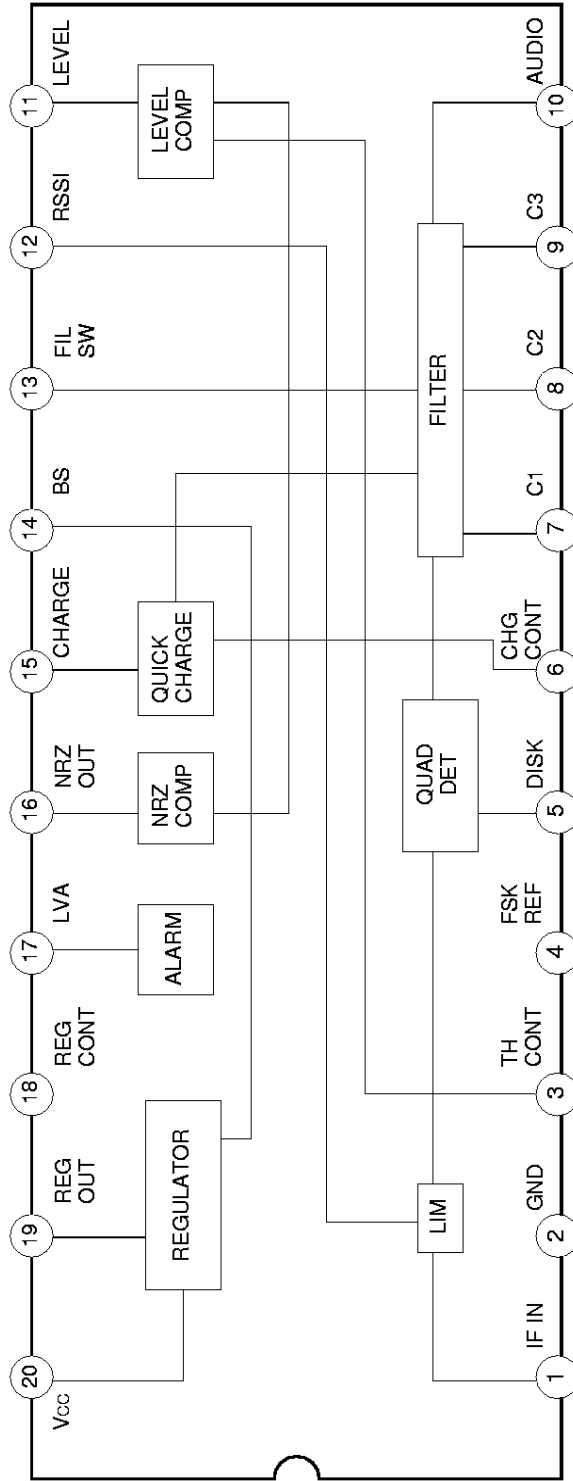 20
19
18
17
16
15
14
13
12
11
Vcc
REG
OUT
REG
CONT
LVA
NRZ
OUT
CHARGE
BS
FIL
SW
RSSI
LEVEL
REGULATOR
ALARM
NRZ
COMP
QUICK
CHARGE
LEVEL
COMP
LIM
QUAD
DET
FILTER
IF IN
GND
TH
CONT
FSK
REF
DISK
CHG
CONT
C1
C2
C3
AUDIO
1
2
3
4
5
6
7
8
9
10